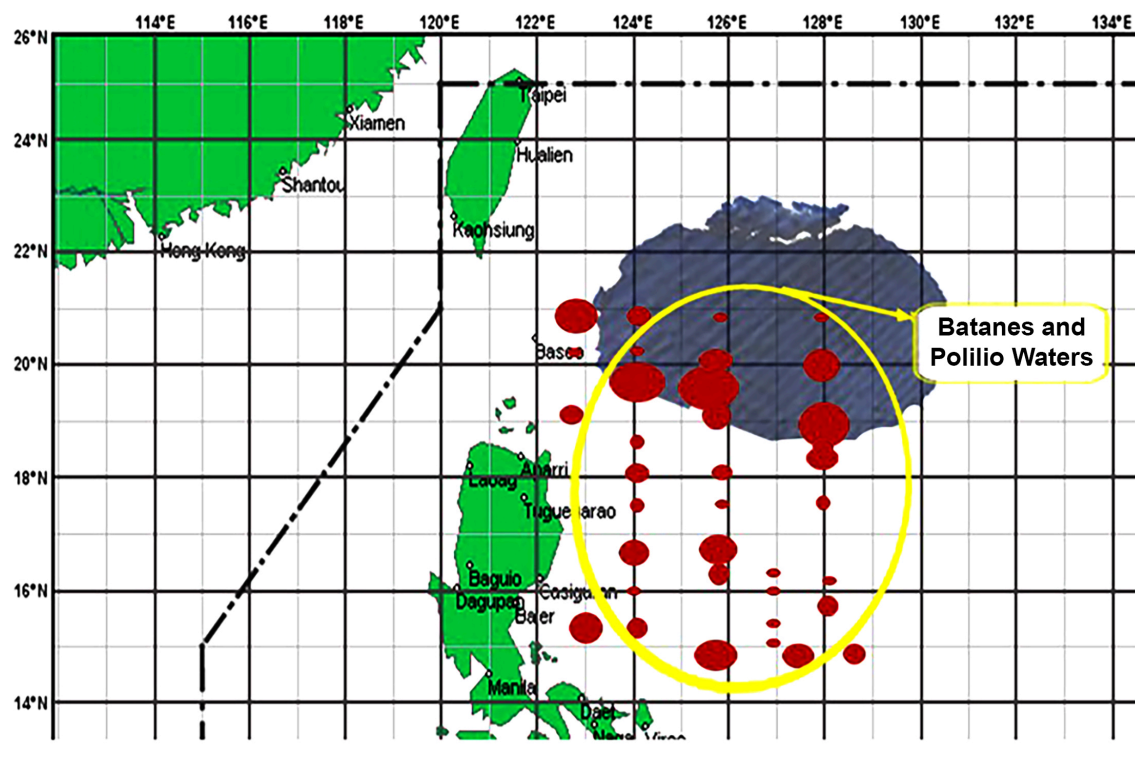 114°E 116°E 118°E 120°E 122°E 124°E 126°E 128°E 130°E 132°E 134°E
26°N
Taipei
Xiamen
24°N
Hualien
Shantou
Kaohsiung
22°N
Hong Kong
Batanes and
Polilio Waters
20°N
Basco
18°N
Aparri
Laoag
Tuguegarao
16°N
Baguio
Casiguran
Dagupan
Baler
Manila
14°N
Daet
Naga
Virac